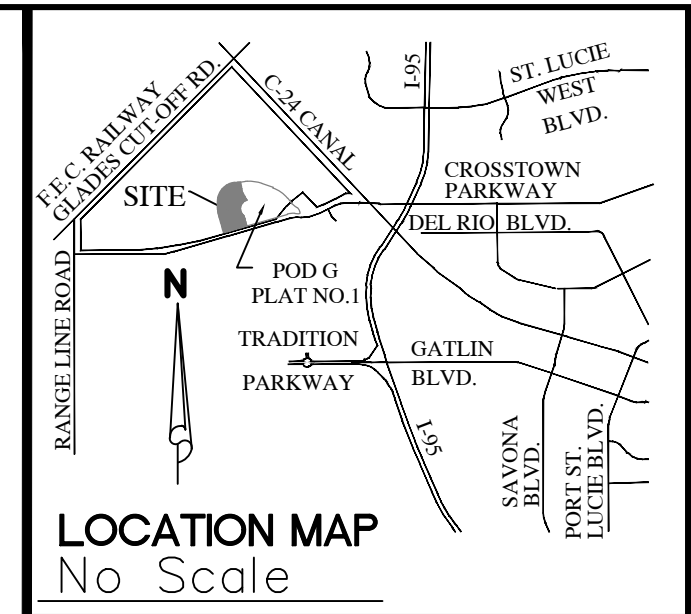 F.E.C. RAILWAY
GLADES CUT-OFF RD.
C-24 CANAL
I-95
ST. LUCIE
WEST
BLVD.
CROSSTOWN
PARKWAY
SITE
DEL RIO BLVD.
POD G
PLAT NO.1
N
RANGE LINE ROAD
TRADITION
PARKWAY
GATLIN
BLVD.
I-95
SAVONA
BLVD.
PORT ST.
LUCIE BLVD.
LOCATION MAP
No Scale